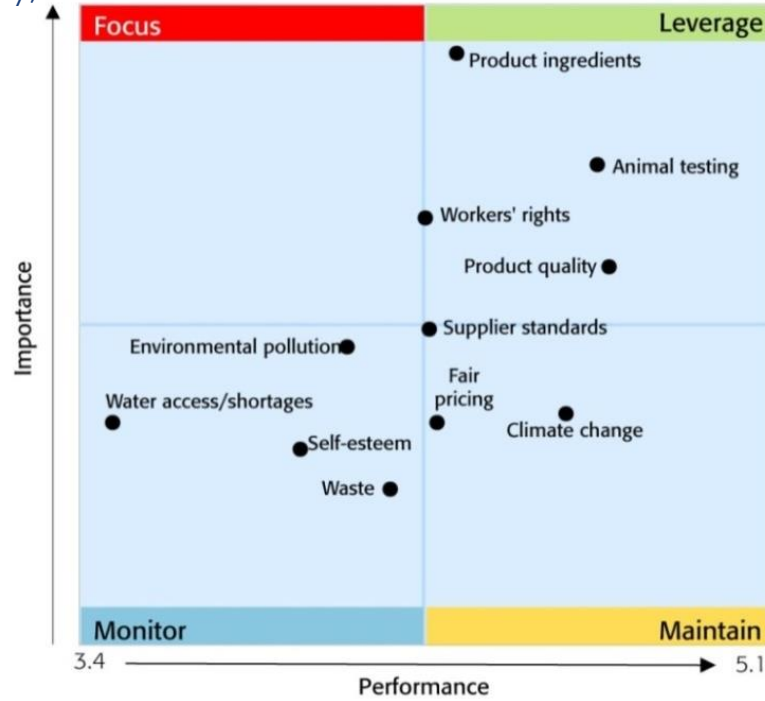 Focus
Leverage
Product ingredients
Animal testing
Workers' rights
Product quality
Supplier standards
Environmental pollution
Fair
pricing
Water access/shortages
Climate change
Self-esteem
Waste
Importance
Monitor
Maintain
3.4
5.1
Performance